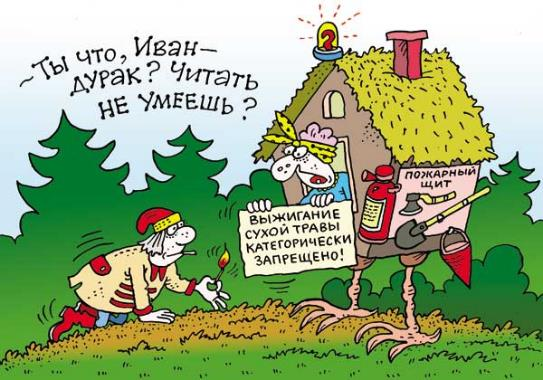 ~Ты что, Иван—
дурак? Читать
не умеешь?
?
ВЫЖИГАНИЕ
СУХОЙ ТРАВЫ
КАТЕГОРИЧЕСКИ
ЗАПРЕЩЕНО!
ПОЖАРНЫЙ
ЩИТ